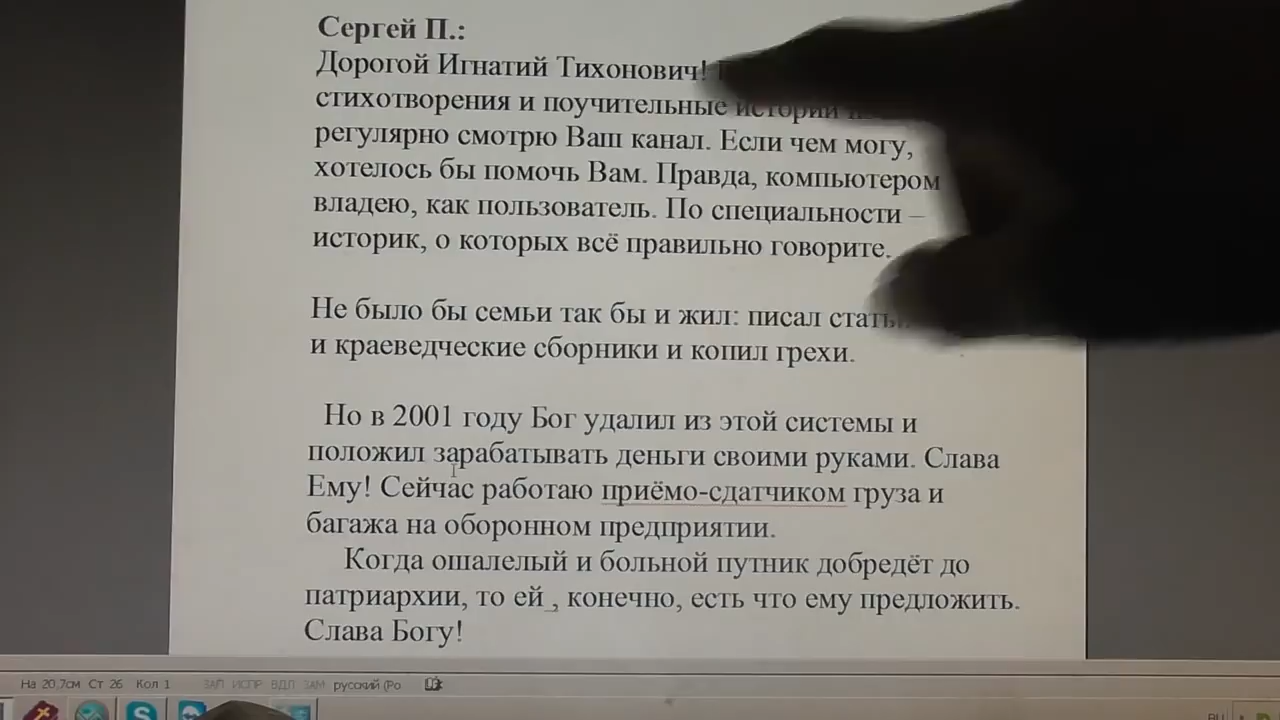 Сергей П.:
Дорогой Игнатий Тихонович!
стихотворения и поучительные истории
регулярно смотрю Ваш канал. Если чем могу,
хотелось бы помочь Вам. Правда, компьютером
владею, как пользователь. По специальности –
историк, о которых всё правильно говорите.
Не было бы семьи так бы и жил: писал
и краеведческие сборники и копил грехи.
Но в 2001 году Бог удалил из этой системы и
положил зарабатывать деньги своими руками. Слава
Ему! Сейчас работаю приёмо-сдатчиком груза и
багажа на оборонном предприятии.
Когда ошалелый и больной путник добредёт до
патриархии, то ей , конечно, есть что ему предложить.
Слава Богу!
На 20,7см Ст 26 Кол 1 ЗАП ИСПР ВДЛ ЗАМ русский (Ро
RU